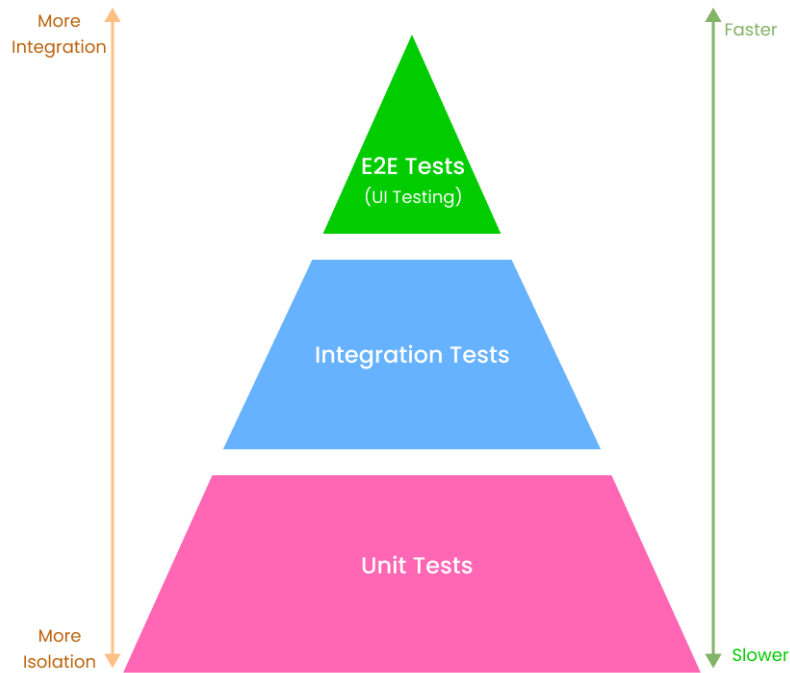 More
Integration
Faster
E2E Tests
(UI Testing)
Integration Tests
Unit Tests
More
Isolation
Slower